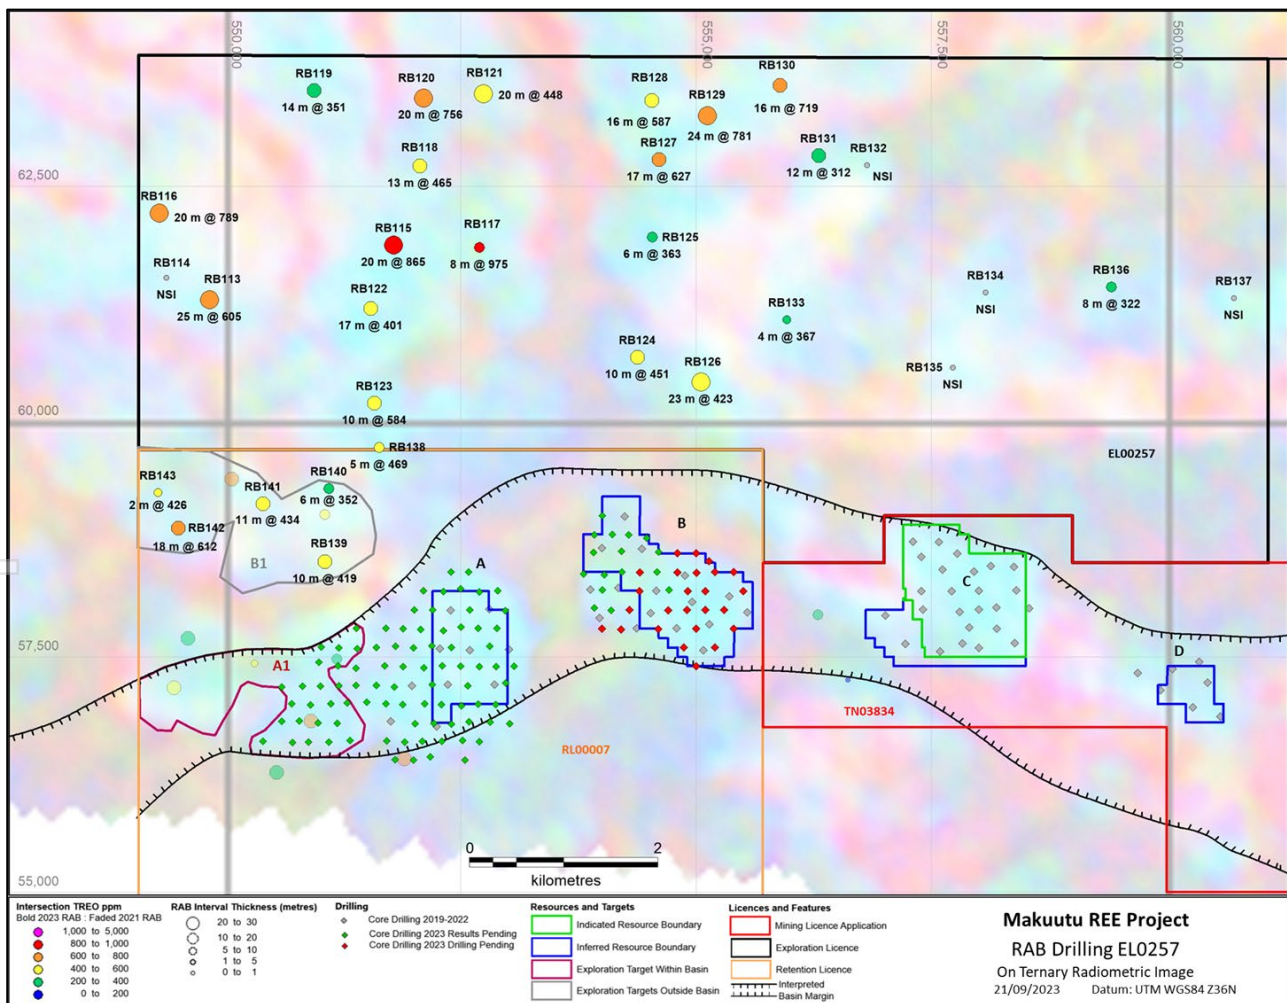 550,000
555,000
557,500
560,000
RB119
14 m @ 351
RB120
20 m @ 756
RB121
20 m @ 448
RB128
16 m @ 587
RB129
24 m @ 781
RB130
16 m @ 719
RB118
13 m @ 465
RB127
17 m @ 627
RB131
12 m @ 312
RB132
NSI
62,500
RB116
20 m @ 789
RB115
20 m @ 865
RB117
8 m @ 975
RB125
6 m @ 363
RB114
NSI
RB113
25 m @ 605
RB122
17 m @ 401
RB133
4 m @ 367
RB134
NSI
RB136
8 m @ 322
RB137
NSI
RB124
10 m @ 451
RB126
23 m @ 423
RB135
NSI
RB123
10 m @ 584
60,000
RB138
5 m @ 469
EL00257
RB143
2 m @ 426
RB141
11 m @ 434
RB140
6 m @ 352
RB142
18 m @ 612
RB139
10 m @ 419
B1
A
B
C
D
57,500
A1
TN03834
RL00007
55,000
0
2
kilometres
Intersection TREO ppm
Bold 2023 RAB : Faded 2021 RAB
1,000 to 5,000
800 to 1,000
600 to 800
400 to 600
200 to 400
0 to 200
RAB Interval Thickness (metres)
20 to 30
10 to 20
5 to 10
1 to 5
0 to 1
Drilling
Core Drilling 2019-2022
Core Drilling 2023 Results Pending
Core Drilling 2023 Drilling Pending
Resources and Targets
Indicated Resource Boundary
Inferred Resource Boundary
Exploration Target Within Basin
Exploration Targets Outside Basin
Licences and Features
Mining Licence Application
Exploration Licence
Retention Licence
Interpreted
Basin Margin
Makuutu REE Project
RAB Drilling EL0257
On Ternary Radiometric Image
21/09/2023 Datum: UTM WGS84 Z36N